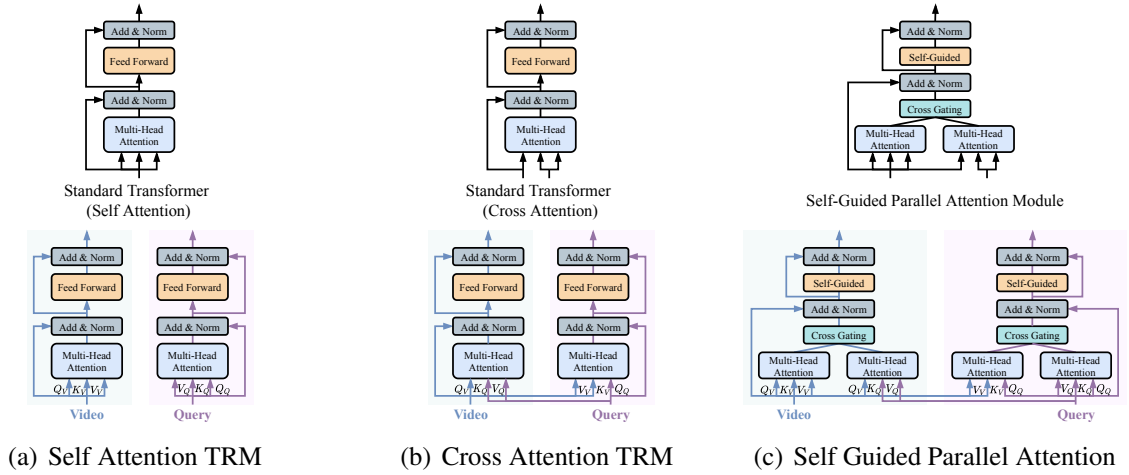 Add & Norm
Feed Forward
Add & Norm
Multi-Head
Attention
Standard Transformer
(Self Attention)
Add & Norm
Feed Forward
Add & Norm
Multi-Head
Attention
Standard Transformer
(Cross Attention)
Add & Norm
Self-Guided
Add & Norm
Cross Gating
Multi-Head
Attention
Multi-Head
Attention
Self-Guided Parallel Attention Module
Add & Norm
Feed Forward
Add & Norm
Multi-Head
Attention
Q_V K_V V_V
Video
Add & Norm
Feed Forward
Add & Norm
Multi-Head
Attention
V_Q K_Q Q_Q
Query
(a) Self Attention TRM
Add & Norm
Feed Forward
Add & Norm
Multi-Head
Attention
Q_V K_Q V_Q
Video
Add & Norm
Feed Forward
Add & Norm
Multi-Head
Attention
V_V K_V Q_Q
Query
(b) Cross Attention TRM
Add & Norm
Self-Guided
Add & Norm
Cross Gating
Multi-Head
Attention
Multi-Head
Attention
Q_V K_V V_V
Q_V K_Q V_Q
Video
Add & Norm
Self-Guided
Add & Norm
Cross Gating
Multi-Head
Attention
Multi-Head
Attention
V_V K_V Q_Q
V_Q K_Q Q_Q
Query
(c) Self Guided Parallel Attention